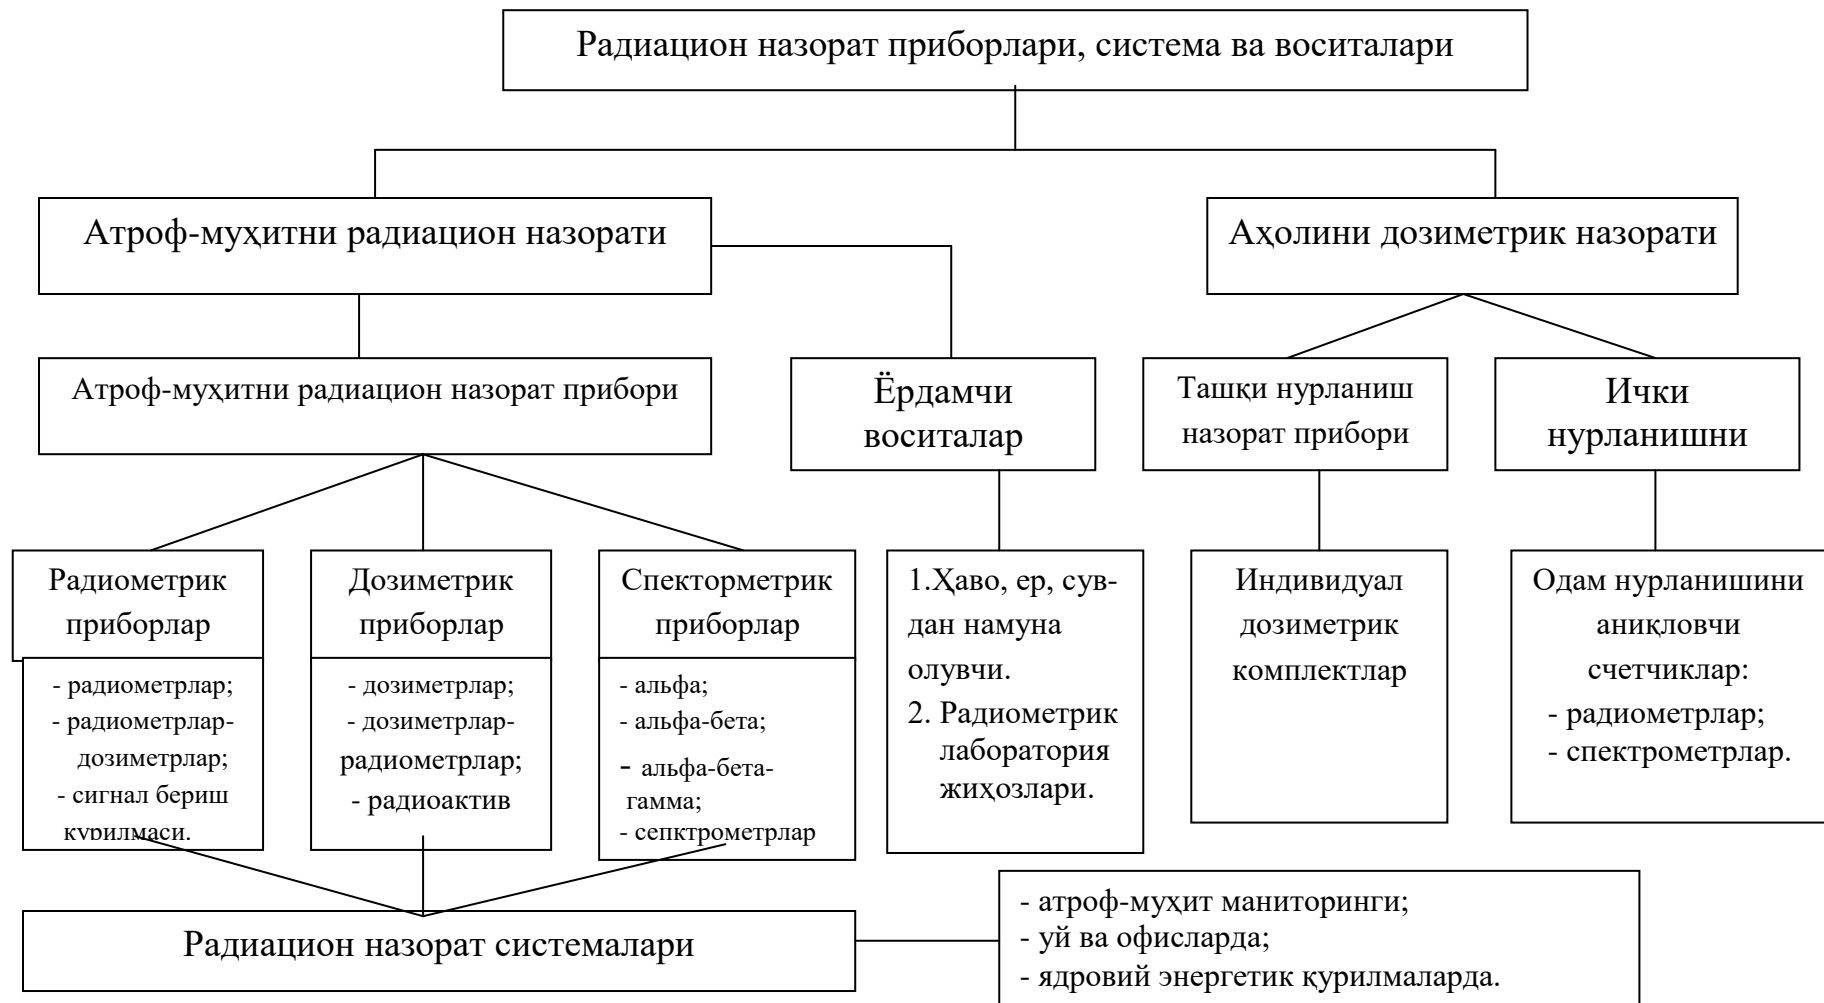 Радиацион назорат приборлари, система ва воситалари
Атроф-муҳитни радиацион назорати
Аҳолини дозиметрик назорати
Атроф-муҳитни радиацион назорат прибори
Ёрдамчи
воситалар
Ташқи нурланиш
назорат прибори
Ички
нурланишни
Радиометрик
приборлар
- радиометрлар;
- радиометрлар-
дозиметрлар;
- сигнал бериш
қурилмаси.
Дозиметрик
приборлар
- дозиметрлар;
- дозиметрлар-
радиометрлар;
- радиоактив
Спекторметрик
приборлар
- альфа;
- альфа-бета;
- альфа-бета-
гамма;
- сепктрометрлар
1.Ҳаво, ер, сув-
дан намуна
олувчи.
2. Радиометрик
лаборатория
жиҳозлари.
Индивидуал
дозиметрик
комплектлар
Одам нурланишини
аниқловчи
счетчиклар:
- радиометрлар;
- спектрометрлар.
Радиацион назорат системалари
- атроф-муҳит маниторинги;
- уй ва офисларда;
- ядровий энергетик қурилмаларда.